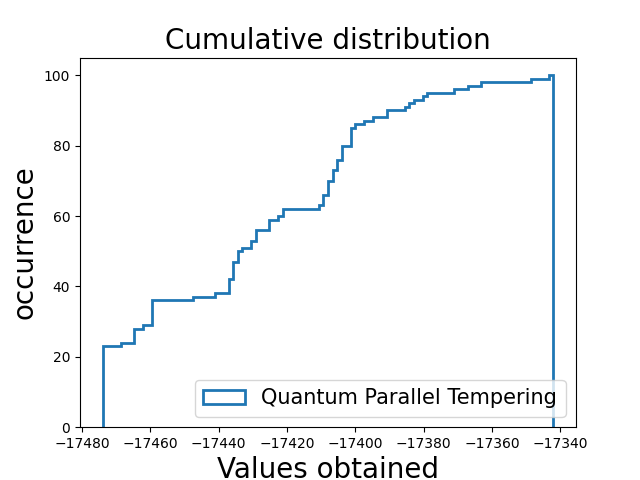 Cumulative distribution
occurrence
100
80
60
40
20
0
Quantum Parallel Tempering
−17480 −17460 −17440 −17420 −17400 −17380 −17360 −17340
Values obtained